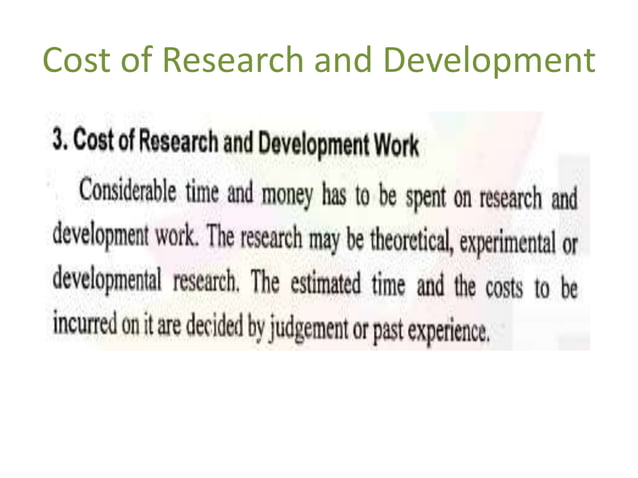 Cost of Research and Development
3. Cost of Research and Development Work
Considerable time and money has to be spent on research and
development work. The research may be theoretical, experimental or
developmental research. The estimated time and the costs to be
incurred on it are decided by judgement or past experience.